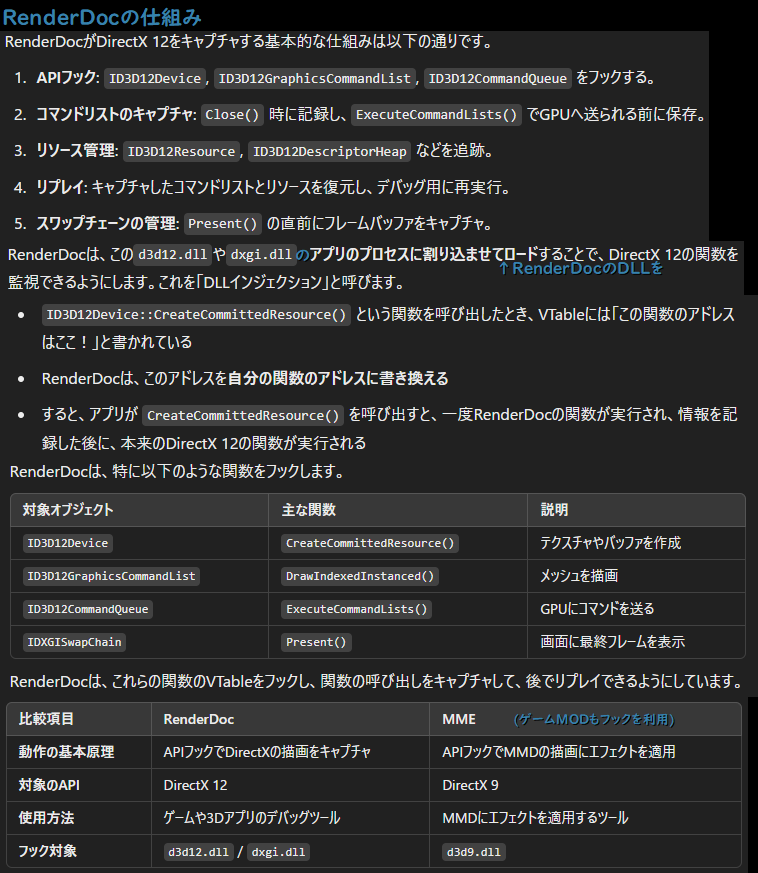 RenderDocの仕組み
RenderDocがDirectX 12をキャプチャする基本的な仕組みは以下の通りです。
1. APIフック: ID3D12Device, ID3D12GraphicsCommandList, ID3D12CommandQueue をフックする。
2. コマンドリストのキャプチャ: Close() 時に記録し、ExecuteCommandLists() でGPUへ送られる前に保存。
3. リソース管理: ID3D12Resource, ID3D12DescriptorHeap などを追跡。
4. リプレイ: キャプチャしたコマンドリストとリソースを復元し、デバッグ用に再実行。
5. スワップチェーンの管理: Present() の直前にフレームバッファをキャプチャ。
RenderDocは、この d3d12.dll や dxgi.dll のアプリのプロセスに割り込ませてロードすることで、DirectX 12の関数を
↑RenderDocのDLLを
監視できるようにします。これを「DLLインジェクション」と呼びます。
• ID3D12Device::CreateCommittedResource() という関数を呼び出したとき、VTableには「この関数のアドレス
はここ！」と書かれている
• RenderDocは、このアドレスを自分の関数のアドレスに書き換える
• すると、アプリが CreateCommittedResource() を呼び出すと、一度RenderDocの関数が実行され、情報を記
録した後に、本来のDirectX 12の関数が実行される
RenderDocは、特に以下のような関数をフックします。
対象オブジェクト 主な関数 説明
ID3D12Device CreateCommittedResource() テクスチャやバッファを作成
ID3D12GraphicsCommandList DrawIndexedInstanced() メッシュを描画
ID3D12CommandQueue ExecuteCommandLists() GPUにコマンドを送る
IDXGISwapChain Present() 画面に最終フレームを表示
RenderDocは、これらの関数のVTableをフックし、関数の呼び出しをキャプチャして、後でリプレイできるようにしています。
比較項目 RenderDoc MME (ゲームMODもフックを利用)
動作の基本原理 APIフックでDirectXの描画をキャプチャ APIフックでMMDの描画にエフェクトを適用
対象のAPI DirectX 12 DirectX 9
使用方法 ゲームや3Dアプリのデバッグツール MMDにエフェクトを適用するツール
フック対象 d3d12.dll / dxgi.dll d3d9.dll